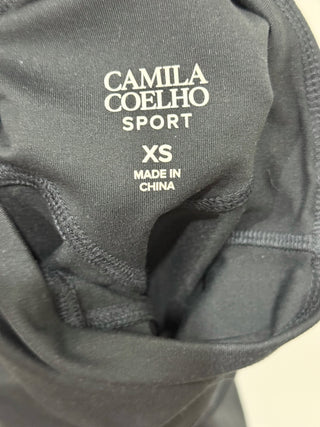 CAMILA
COELHO
SPORT
XS
MADE IN
CHINA